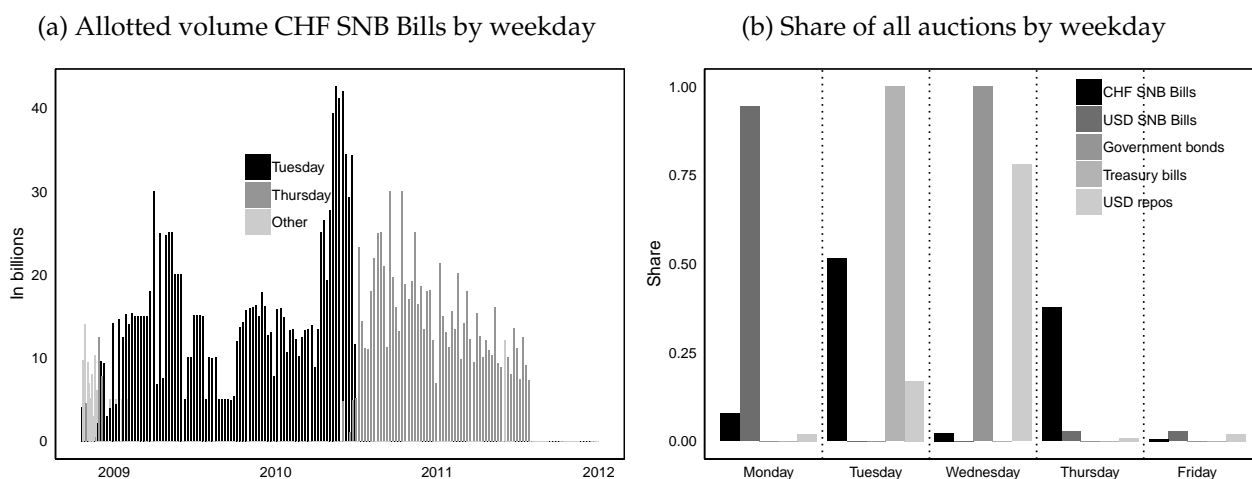 (a) Allotted volume CHF SNB Bills by weekday
In billions
40
30
20
10
0
Tuesday
Thursday
Other
2009
2010
2011
2012
(b) Share of all auctions by weekday
Share
1.00
0.75
0.50
0.25
0.00
CHF SNB Bills
USD SNB Bills
Government bonds
Treasury bills
USD repos
Monday
Tuesday
Wednesday
Thursday
Friday